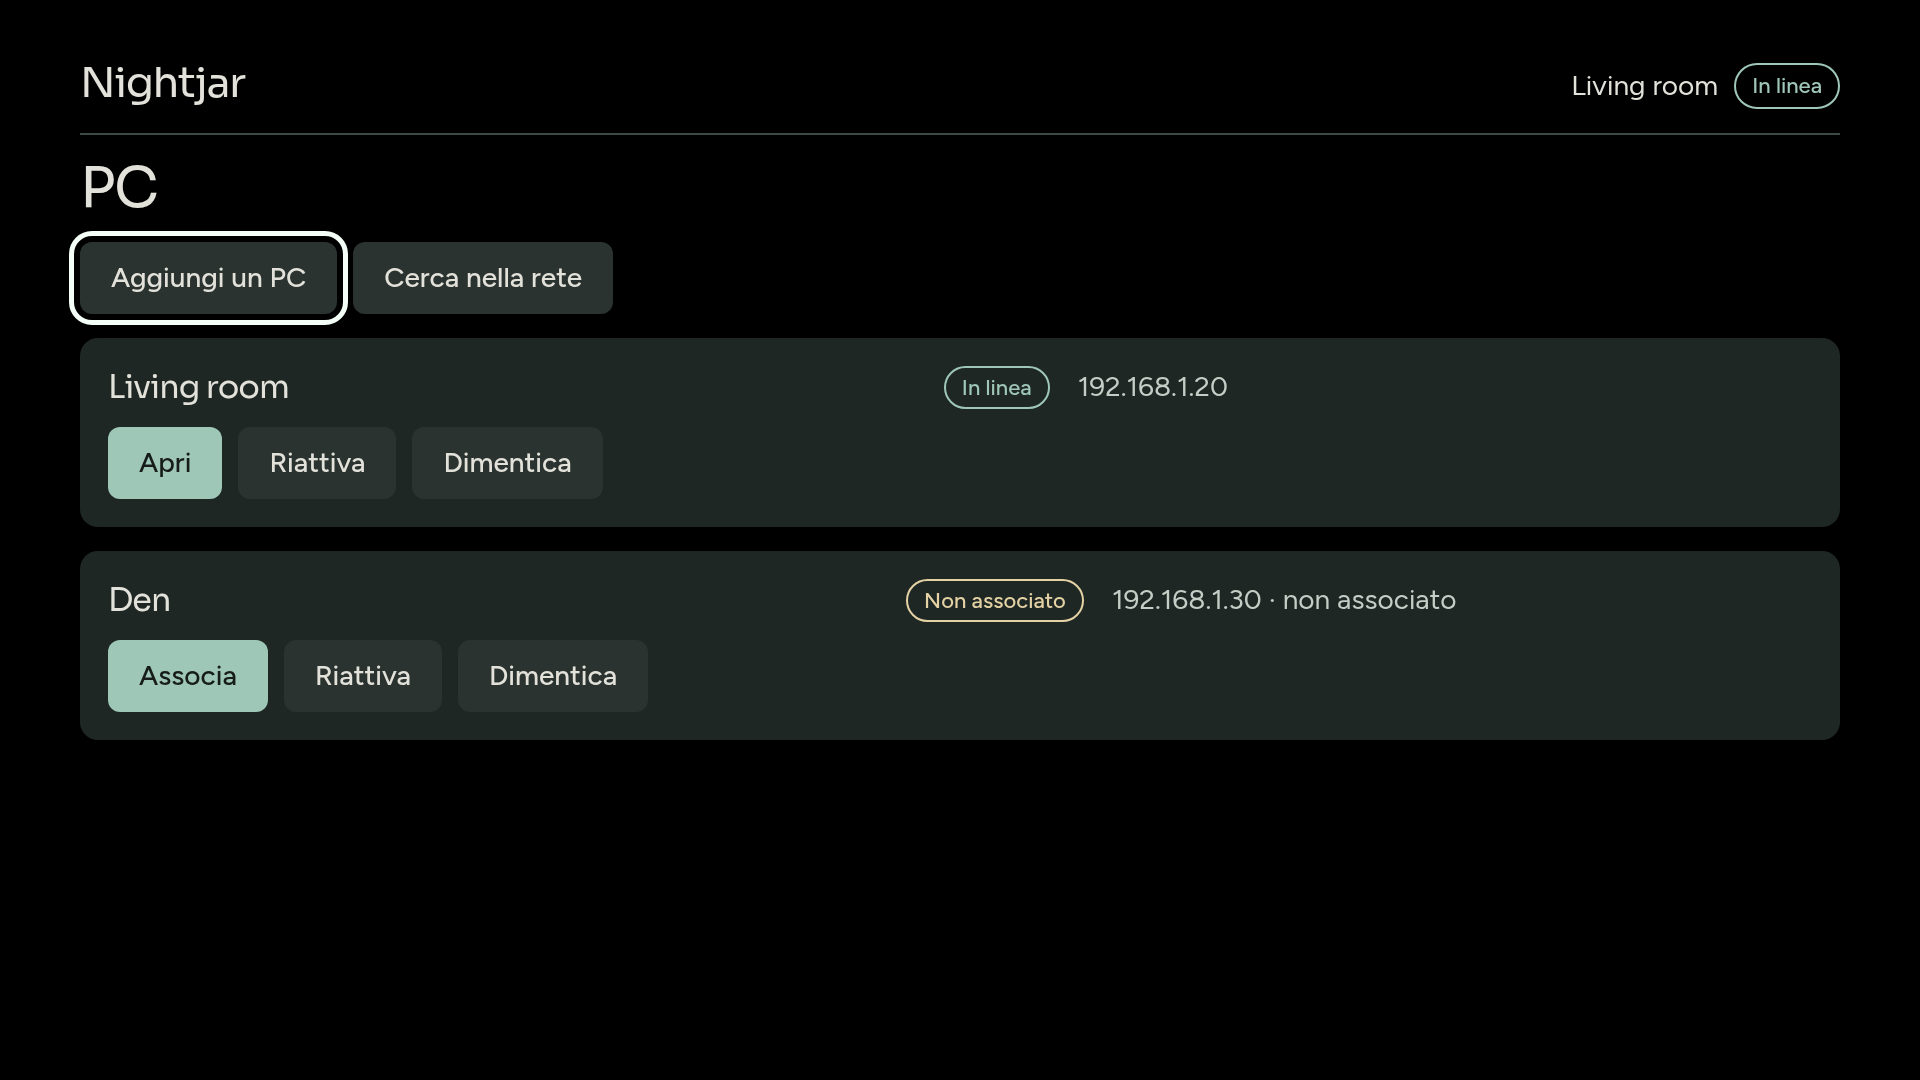 Nightjar
Living room In linea
PC
Aggiungi un PC Cerca nella rete
Living room In linea 192.168.1.20
Apri Riattiva Dimentica
Den Non associato 192.168.1.30 · non associato
Associa Riattiva Dimentica